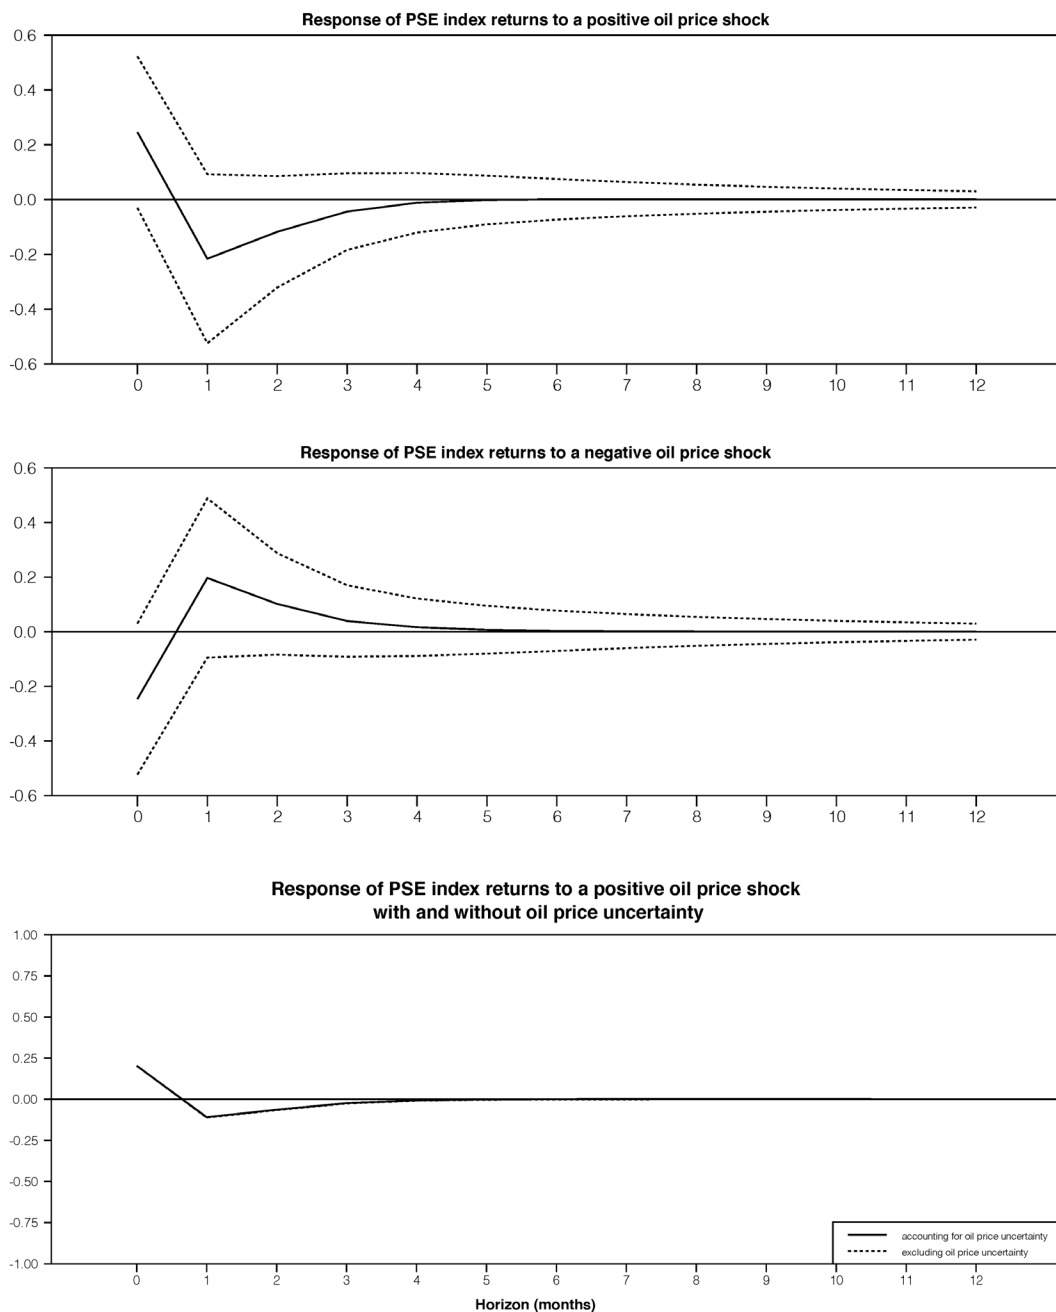 Response of PSE index returns to a positive oil price shock
0.6
0.4
0.2
0.0
-0.2
-0.4
-0.6
0 1 2 3 4 5 6 7 8 9 10 11 12
Response of PSE index returns to a negative oil price shock
0.6
0.4
0.2
0.0
-0.2
-0.4
-0.6
0 1 2 3 4 5 6 7 8 9 10 11 12
Response of PSE index returns to a positive oil price shock
with and without oil price uncertainty
1.00
0.75
0.50
0.25
0.00
-0.25
-0.50
-0.75
-1.00
accounting for oil price uncertainty
excluding oil price uncertainty
0 1 2 3 4 5 6 7 8 9 10 11 12
Horizon (months)